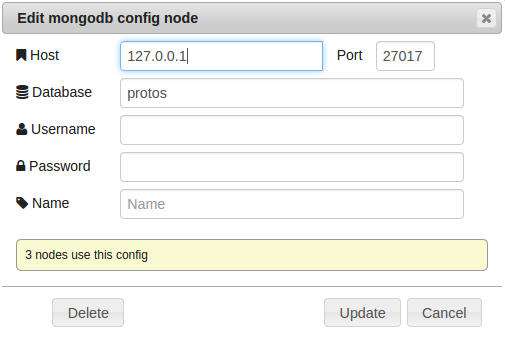 Edit mongodb config node
Host 127.0.0.1 Port 27017
Database protos
Username
Password
Name Name
3 nodes use this config
Delete Update Cancel